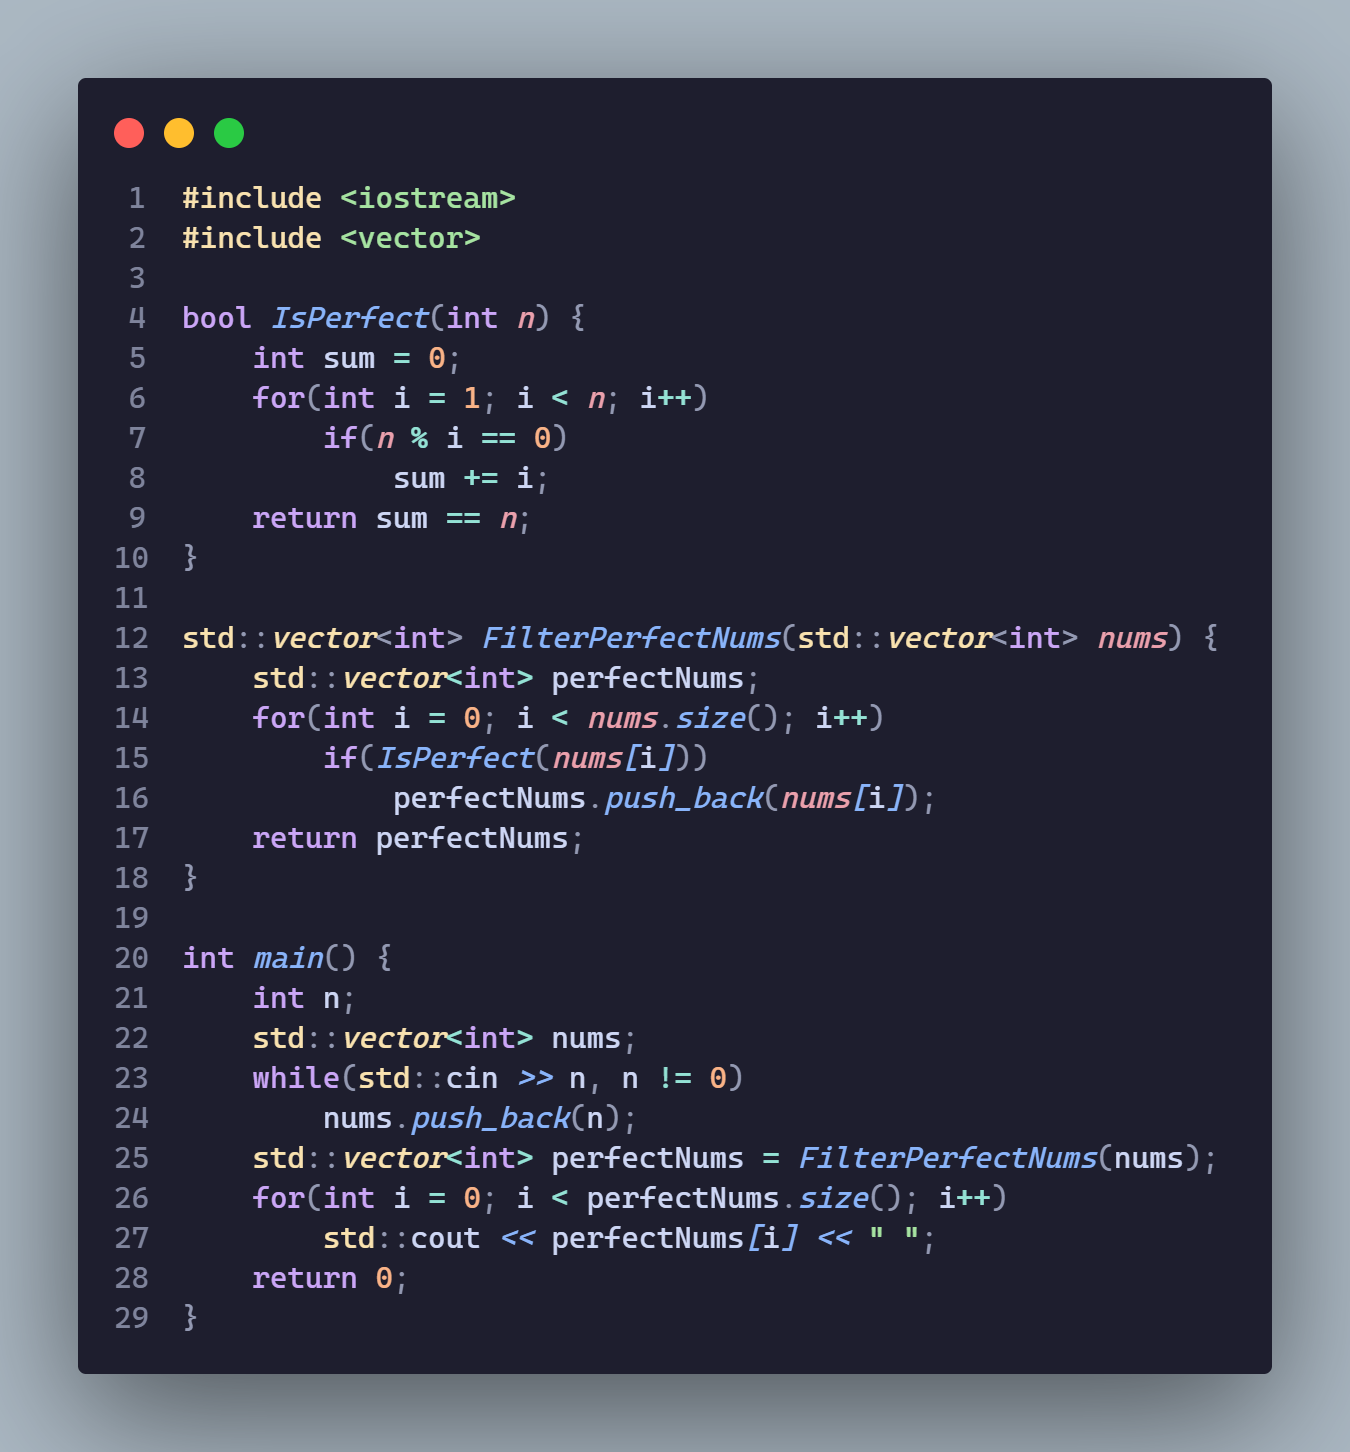 1 #include <iostream>
2 #include <vector>
3
4 bool IsPerfect(int n) {
5     int sum = 0;
6     for(int i = 1; i < n; i++)
7         if(n % i == 0)
8             sum += i;
9     return sum == n;
10 }
11
12 std::vector<int> FilterPerfectNums(std::vector<int> nums) {
13     std::vector<int> perfectNums;
14     for(int i = 0; i < nums.size(); i++)
15         if(IsPerfect(nums[i]))
16             perfectNums.push_back(nums[i]);
17     return perfectNums;
18 }
19
20 int main() {
21     int n;
22     std::vector<int> nums;
23     while(std::cin >> n, n != 0)
24         nums.push_back(n);
25     std::vector<int> perfectNums = FilterPerfectNums(nums);
26     for(int i = 0; i < perfectNums.size(); i++)
27         std::cout << perfectNums[i] << " ";
28     return 0;
29 }